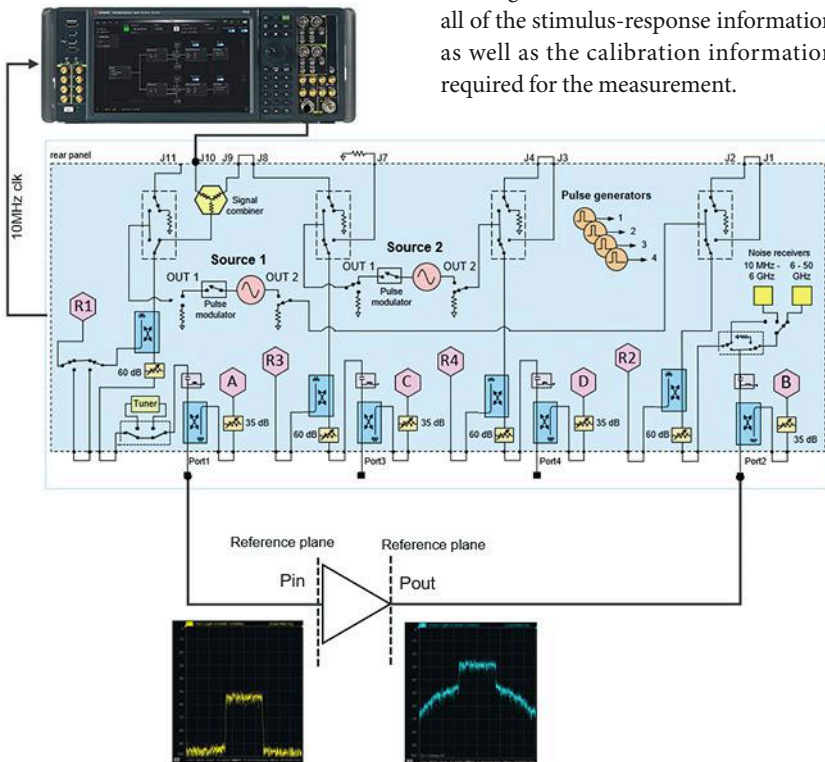 all of the stimulus-response information
as well as the calibration information
required for the measurement.
10MHz clk
rear panel
J11
J10
J9
J8
J7
J4
J3
J2
J1
Signal
combiner
Pulse generators
1
2
3
4
Source 1
Source 2
OUT 1
OUT 2
OUT 1
OUT 2
Pulse
modulator
Pulse
modulator
Noise receivers
10 MHz -
6 GHz
6 - 50
GHz
R1
60 dB
A
R3
C
R4
D
R2
B
Tuner
35 dB
60 dB
35 dB
60 dB
35 dB
60 dB
35 dB
Port1
Port3
Port4
Port2
Reference plane
Reference plane
Pin
Pout